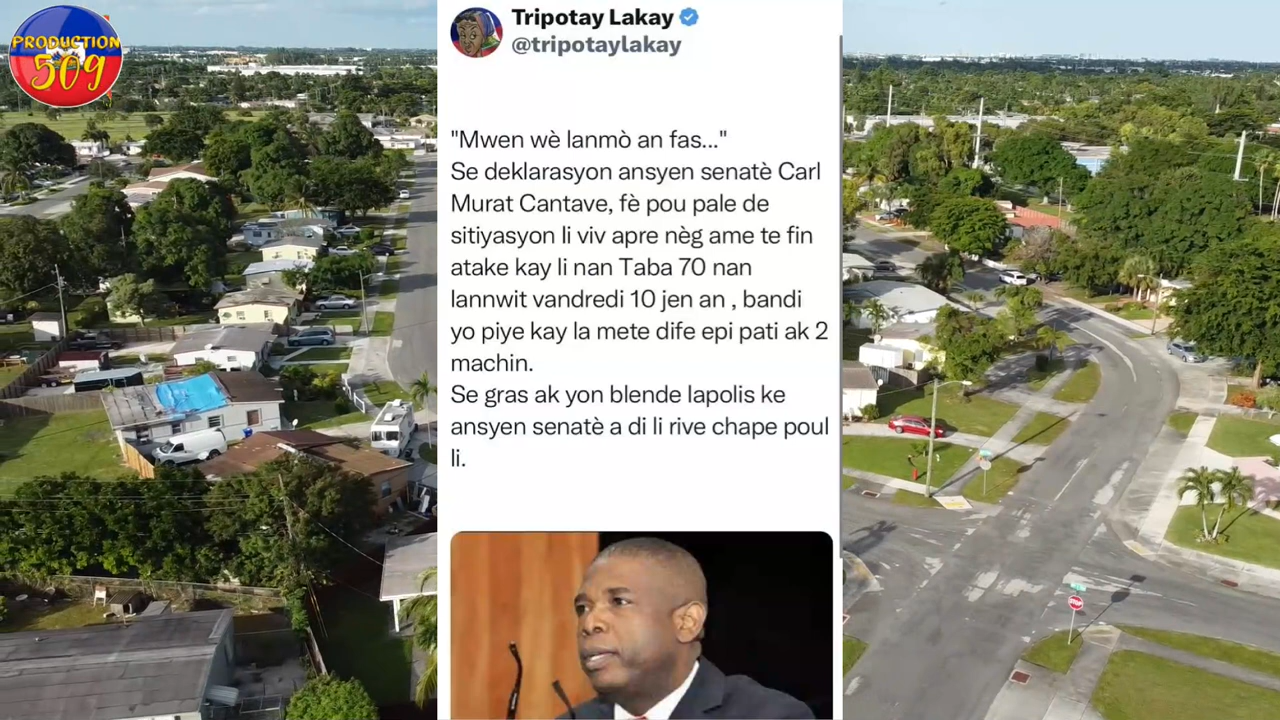 PRODUCTION
509
Tripotay Lakay
@tripotaylakay
"Mwen wè lanmò an fas..."
Se deklarasyon ansyen senatè Carl
Murat Cantave, fè pou pale de
sitiyasyon li viv apre nèg ame te fin
atake kay li nan Taba 70 nan
lannwit vandredi 10 jen an , bandi
yo piye kay la mete dife epi pati ak 2
machin.
Se gras ak yon blende lapolis ke
ansyen senatè a di li rive chape poul
li.
STOP